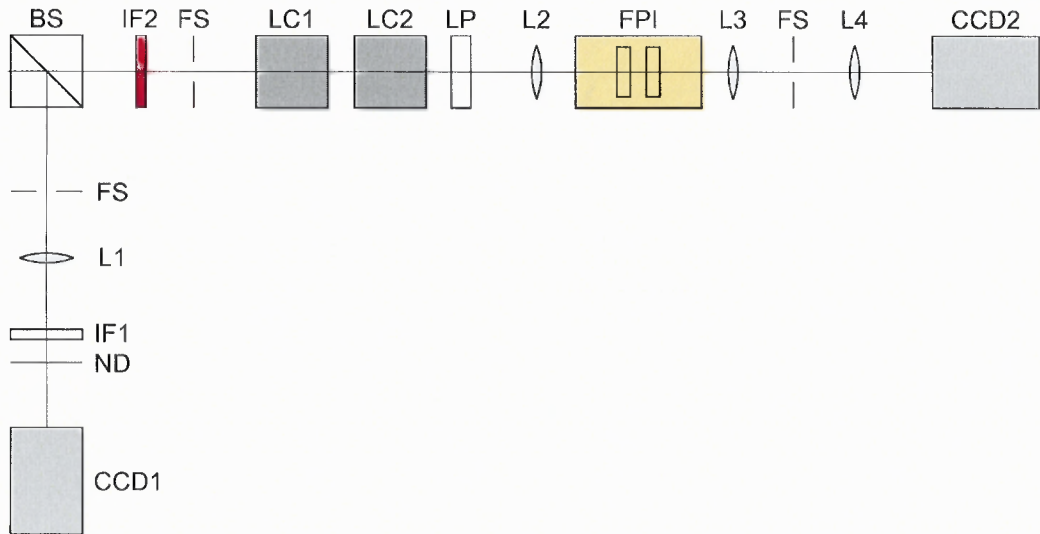 BS IF2 FS LC1 LC2 LP L2 FPI L3 FS L4 CCD2
FS
L1
IF1
ND
CCD1